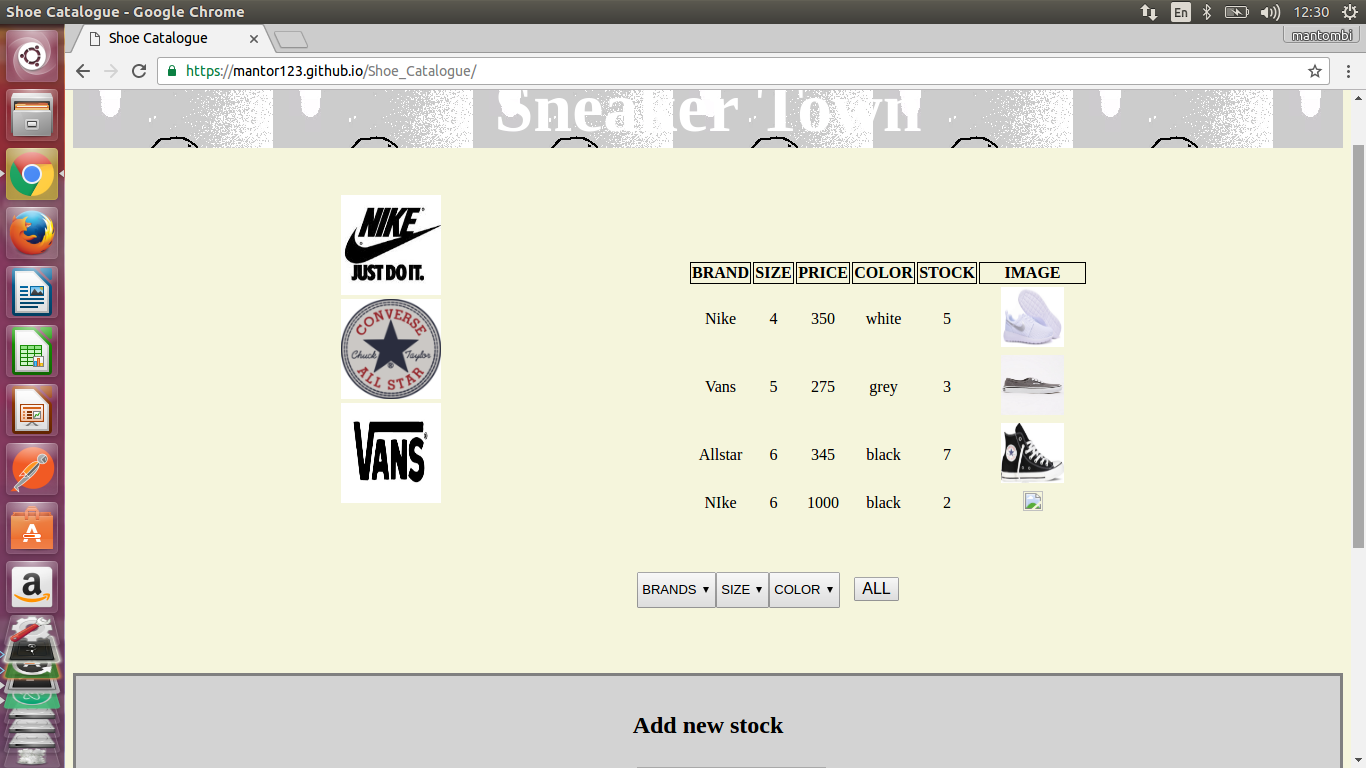 Shoe Catalogue - Google Chrome
En
12:30
Shoe Catalogue
mantombi
https://mantor123.github.io/Shoe_Catalogue/
Sneaker Town
NIKE
JUST DO IT.
CONVERSE
Chuck Taylor
ALL STAR
VANS
BRAND SIZE PRICE COLOR STOCK IMAGE
Nike 4 350 white 5
Vans 5 275 grey 3
Allstar 6 345 black 7
NIke 6 1000 black 2
BRANDS ▾ SIZE ▾ COLOR ▾ ALL
Add new stock